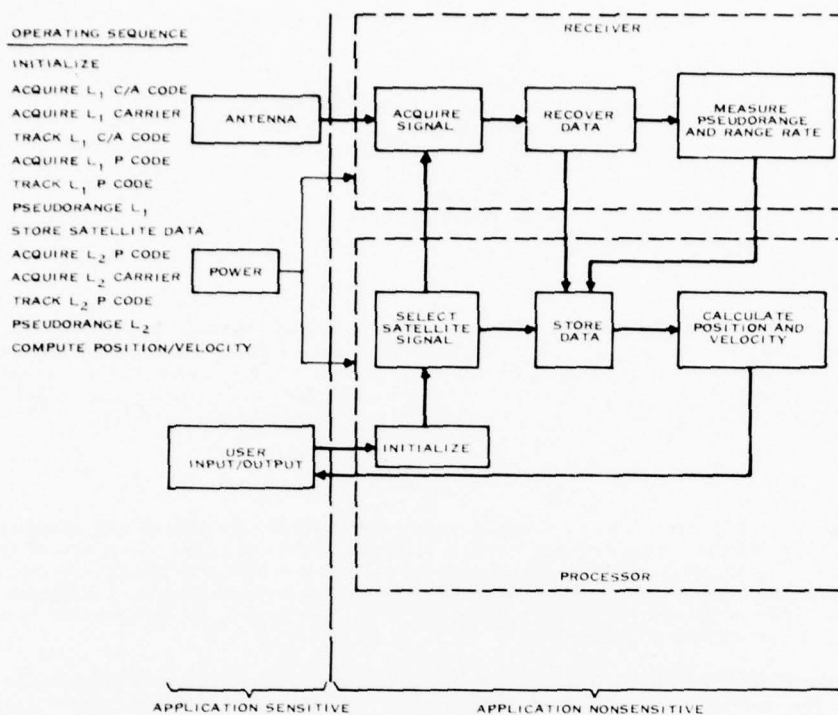 OPERATING SEQUENCE
INITIALIZE
ACQUIRE L1 C/A CODE
ACQUIRE L1 CARRIER
TRACK L1 C/A CODE
ACQUIRE L1 P CODE
TRACK L1 P CODE
PSEUDORANGE L1
STORE SATELLITE DATA
ACQUIRE L2 P CODE
ACQUIRE L2 CARRIER
TRACK L2 P CODE
PSEUDORANGE L2
COMPUTE POSITION/VELOCITY
RECEIVER
ANTENNA
ACQUIRE
SIGNAL
RECOVER
DATA
MEASURE
PSEUDORANGE
AND RANGE RATE
POWER
SELECT
SATELLITE
SIGNAL
STORE
DATA
CALCULATE
POSITION AND
VELOCITY
USER
INPUT/OUTPUT
INITIALIZE
PROCESSOR
APPLICATION SENSITIVE
APPLICATION NONSENSITIVE